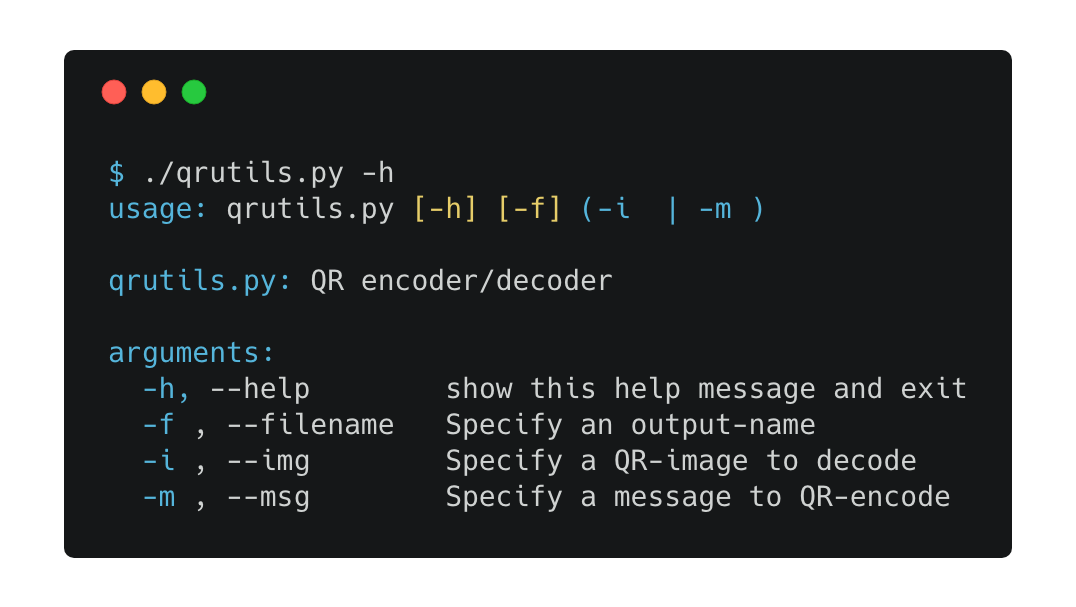 $ ./qrutils.py -h
usage: qrutils.py [-h] [-f] (-i  | -m )
qrutils.py: QR encoder/decoder
arguments:
-h, --help          show this help message and exit
-f , --filename     Specify an output-name
-i , --img          Specify a QR-image to decode
-m , --msg          Specify a message to QR-encode